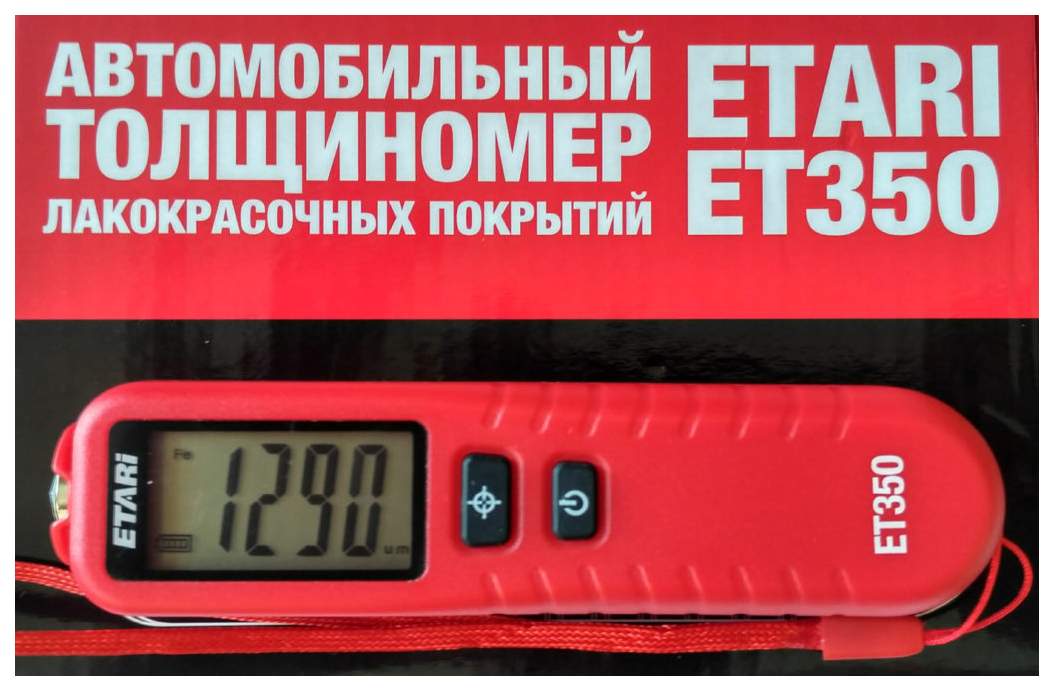 АВТОМОБИЛЬНЫЙ
ТОЛЩИНОМЕР
ЛАКОКРАСОЧНЫХ ПОКРЫТИЙ
ETARI
ET350
ETARi
Fe
1290
um
ET350